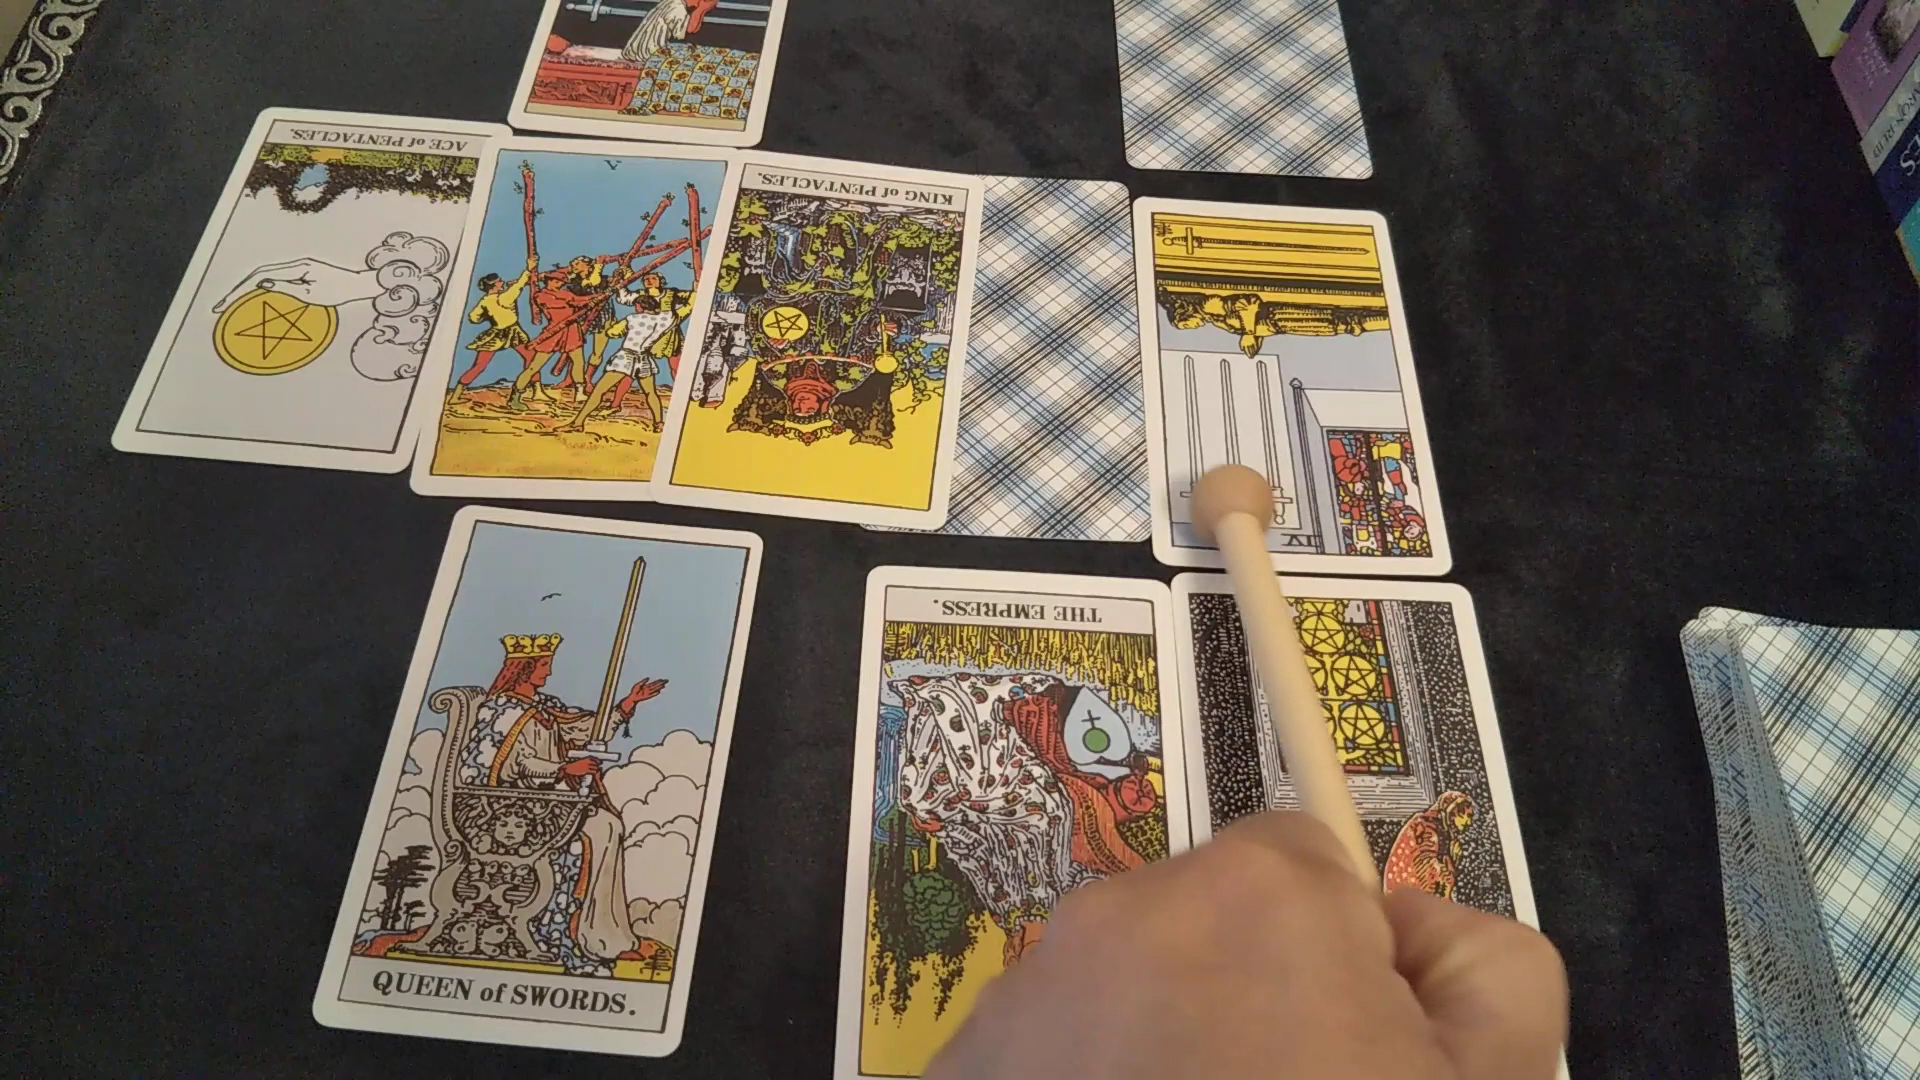 ACE of PENTACLES.
V
KING of PENTACLES.
IV
THE EMPRESS.
QUEEN of SWORDS.